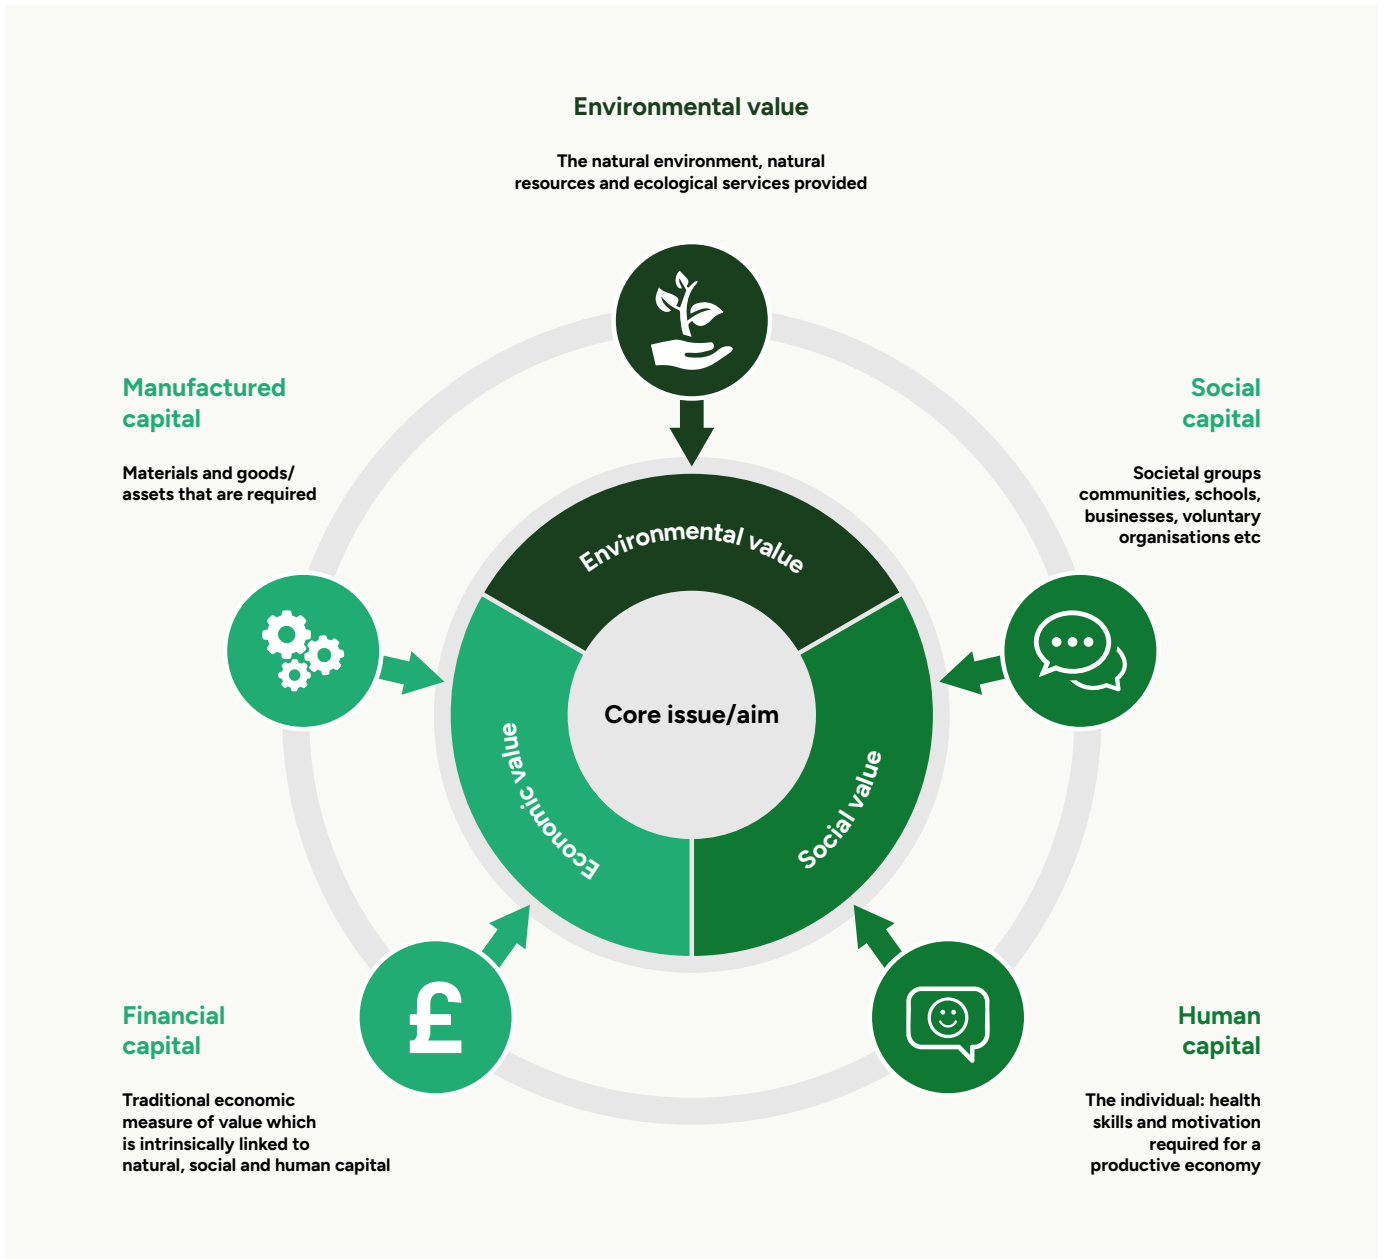 Environmental value
The natural environment, natural
resources and ecological services provided
Manufactured
capital
Materials and goods/
assets that are required
Social
capital
Societal groups
communities, schools,
businesses, voluntary
organisations etc
Environmental value
Economic value
Social value
Core issue/aim
£
Financial
capital
Traditional economic
measure of value which
is intrinsically linked to
natural, social and human capital
Human
capital
The individual: health
skills and motivation
required for a
productive economy